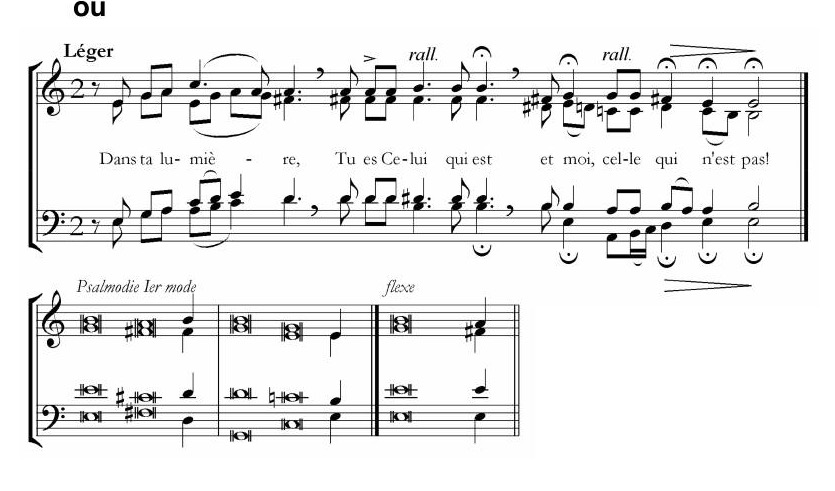 ou
Léger
rall. rall.
Dans ta lu- miè - re, Tu es Ce-lui qui est et moi, cel-le qui n'est pas!
Psalmodie Ier mode flexe